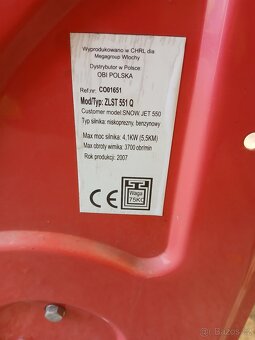 Wyprodukowano w CHRL dla
Megagroup Włochy
Dystrybutor w Polsce
OBI POLSKA
Ref.nr: CO01651
Mod/Typ: ZLST 551 Q
Customer model:SNOW JET 550
Typ silnika: niskoprężny, benzynowy
Max moc silnika: 4,1KW (5,5KM)
Max obroty wirnika: 3700 obr/min
Rok produkcji: 2007
CE
Waga
75KG